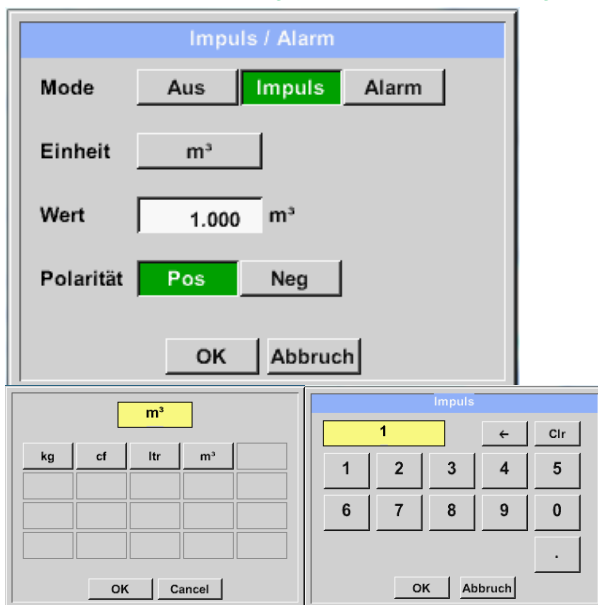 Impuls / Alarm
Mode Aus Impuls Alarm
Einheit m³
Wert 1.000 m³
Polarität Pos Neg
OK Abbruch
m³
kg cf ltr m³
OK Cancel
Impuls
1 ← Clr
1 2 3 4 5
6 7 8 9 0
.
OK Abbruch